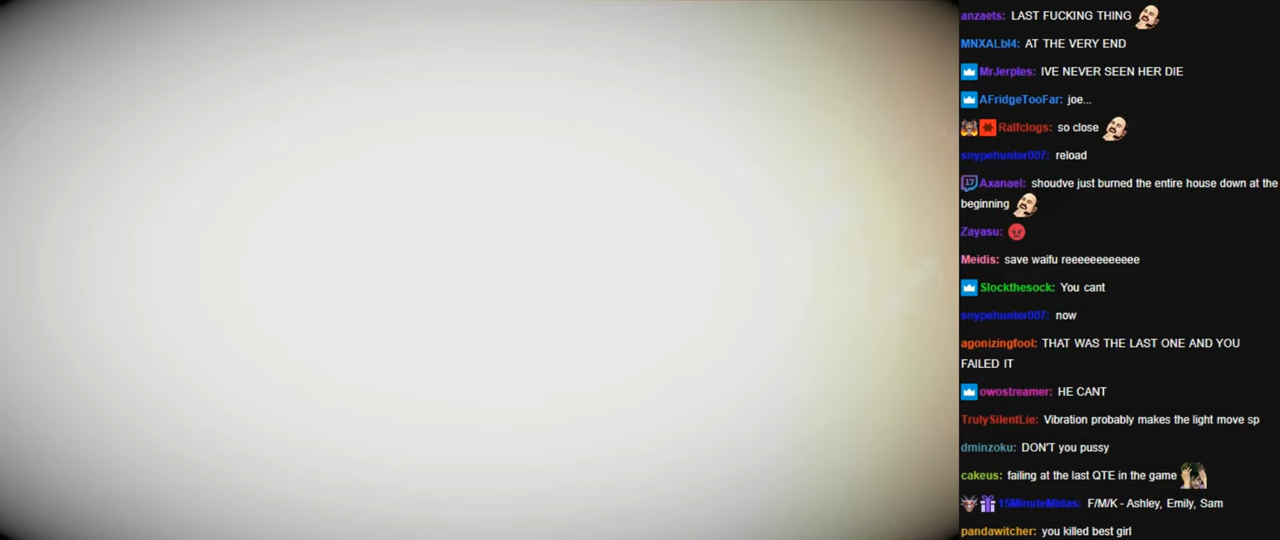 anzaets: LAST FUCKING THING
MNXALbl4: AT THE VERY END
MrJerpies: IVE NEVER SEEN HER DIE
AFridgeTooFar: joe...
Ralfclogs: so close
snypehunter007: reload
17 Axanael: shoudve just burned the entire house down at the
beginning
Zayasu:
Meidis: save waifu reeeeeeeeeeee
Slockthesock: You cant
snypehunter007: now
agonizingfool: THAT WAS THE LAST ONE AND YOU
FAILED IT
owostreamer: HE CANT
TrulySilentLie: Vibration probably makes the light move sp
dminzoku: DON'T you pussy
cakeus: failing at the last QTE in the game
15MinuteMidas: F/M/K - Ashley, Emily, Sam
pandawitcher: you killed best girl